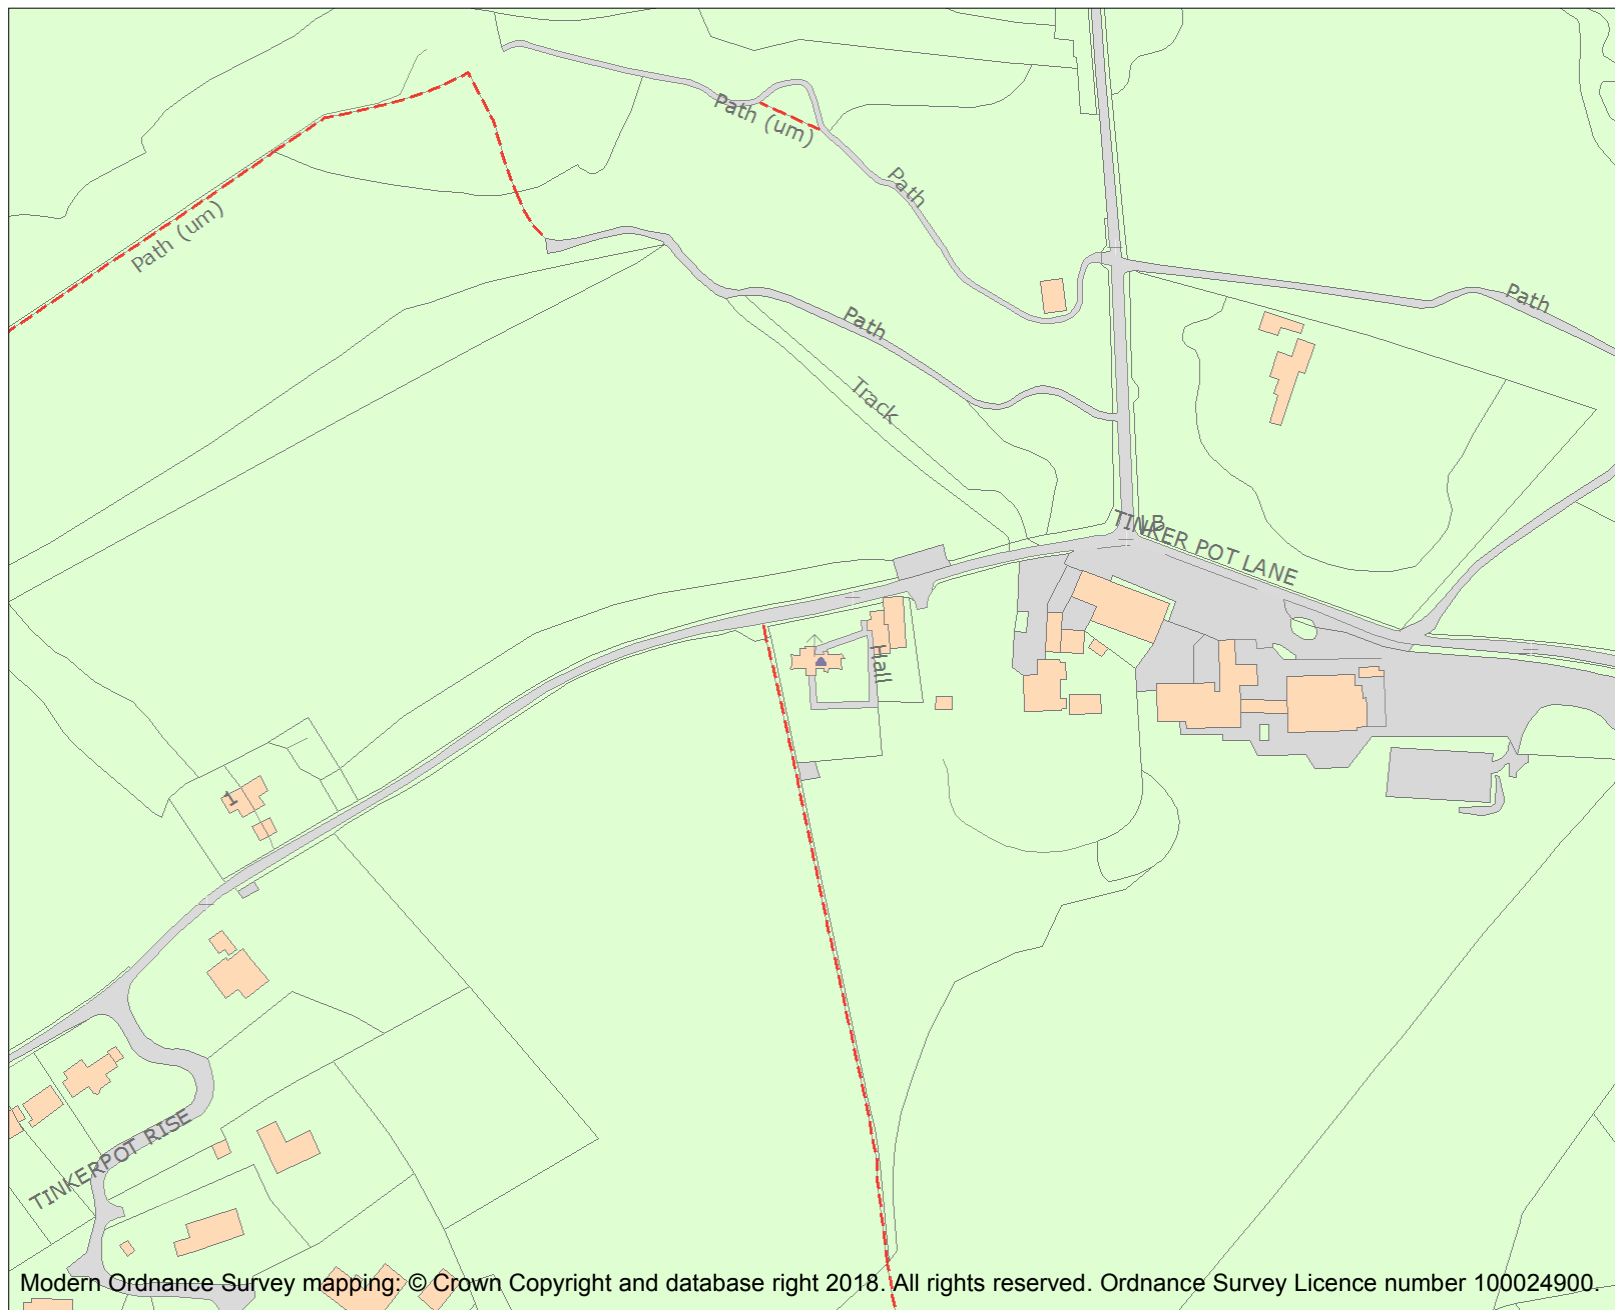 Path (um)
Path (um)
Path
Path
Path
Track
LB
TINKER POT LANE
Hall
1
TINKERPOT RISE
Modern Ordnance Survey mapping: © Crown Copyright and database right 2018. All rights reserved. Ordnance Survey Licence number 100024900.